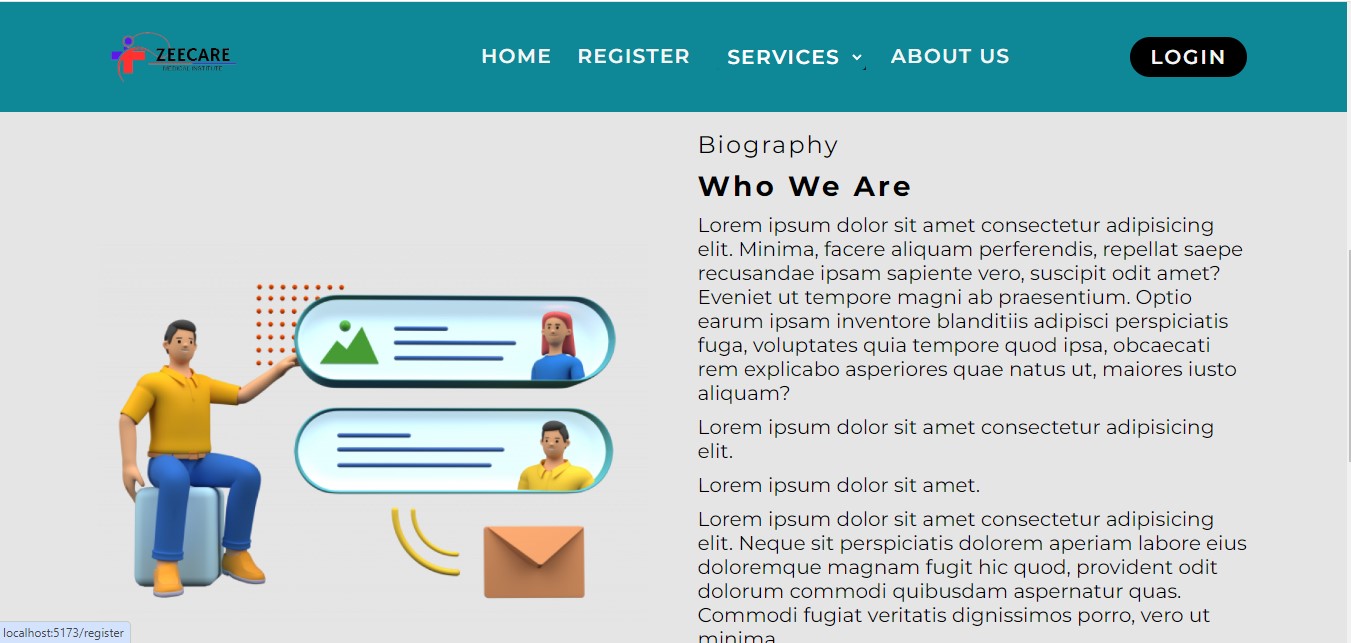 ZEECARE
MEDICAL INSTITUTE
HOME REGISTER SERVICES ABOUT US LOGIN
Biography
Who We Are
Lorem ipsum dolor sit amet consectetur adipisicing
elit. Minima, facere aliquam perferendis, repellat saepe
recusandae ipsam sapiente vero, suscipit odit amet?
Eveniet ut tempore magni ab praesentium. Optio
earum ipsam inventore blanditiis adipisci perspiciatis
fuga, voluptates quia tempore quod ipsa, obcaecati
rem explicabo asperiores quae natus ut, maiores iusto
aliquam?
Lorem ipsum dolor sit amet consectetur adipisicing
elit.
Lorem ipsum dolor sit amet.
Lorem ipsum dolor sit amet consectetur adipisicing
elit. Neque sit perspiciatis dolorem aperiam labore eius
doloremque magnam fugit hic quod, provident odit
dolorum commodi quibusdam aspernatur quas.
Commodi fugiat veritatis dignissimos porro, vero ut
minima
localhost:5173/register